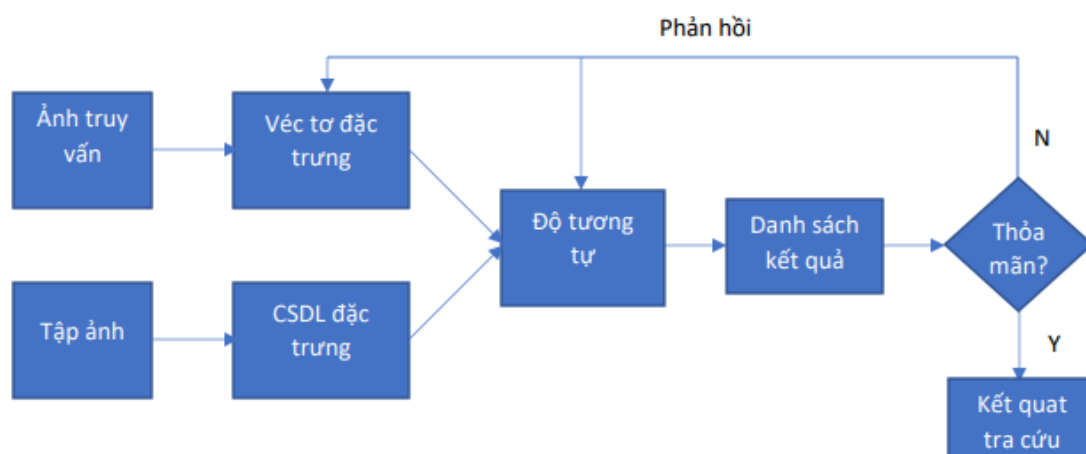 Phản hồi
Ảnh truy
vấn
Véc tơ đặc
trưng
N
Độ tương
tự
Danh sách
kết quả
Thỏa
mãn?
Tập ảnh
CSDL đặc
trưng
Y
Kết quat
tra cứu